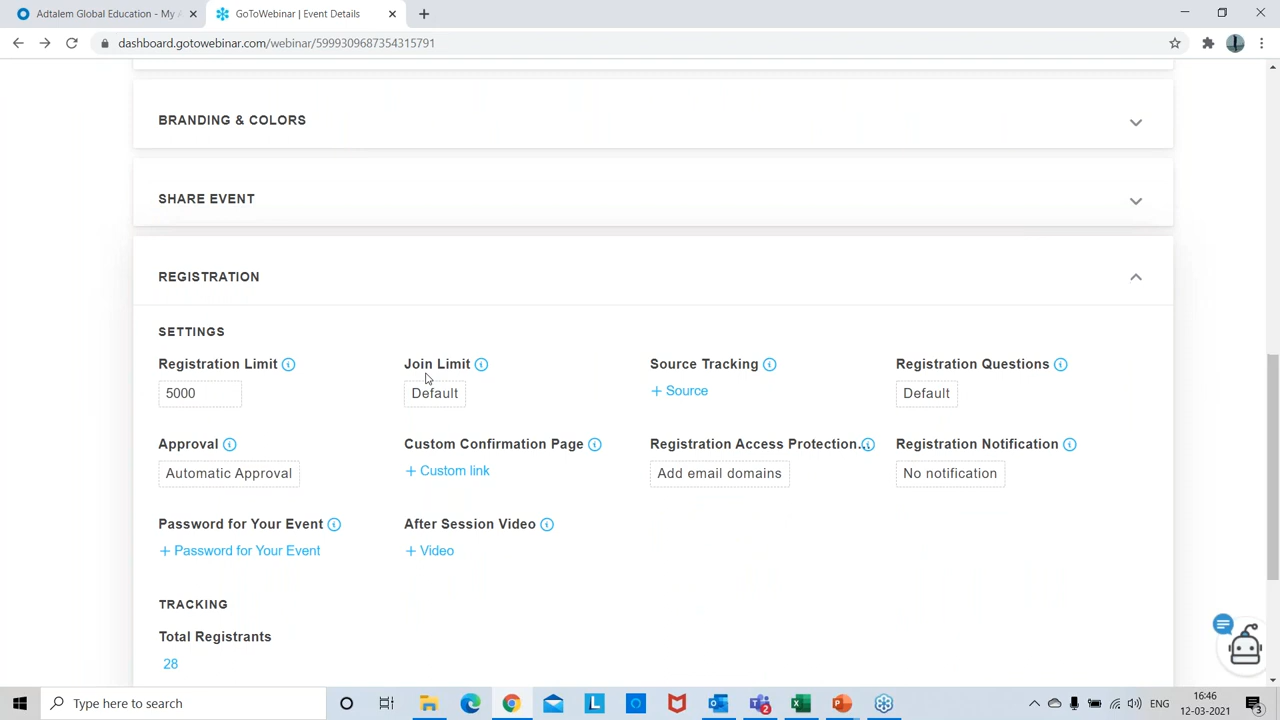 Adtalem Global Education - My A
GoToWebinar | Event Details
dashboard.gotowebinar.com/webinar/5999309687354315791
BRANDING & COLORS
SHARE EVENT
REGISTRATION
SETTINGS
Registration Limit
Join Limit
Source Tracking
Registration Questions
5000
Default
+ Source
Default
Approval
Custom Confirmation Page
Registration Access Protection...
Registration Notification
Automatic Approval
+ Custom link
Add email domains
No notification
Password for Your Event
After Session Video
+ Password for Your Event
+ Video
TRACKING
Total Registrants
28
Type here to search
L
2
ENG
16:46
12-03-2021
3